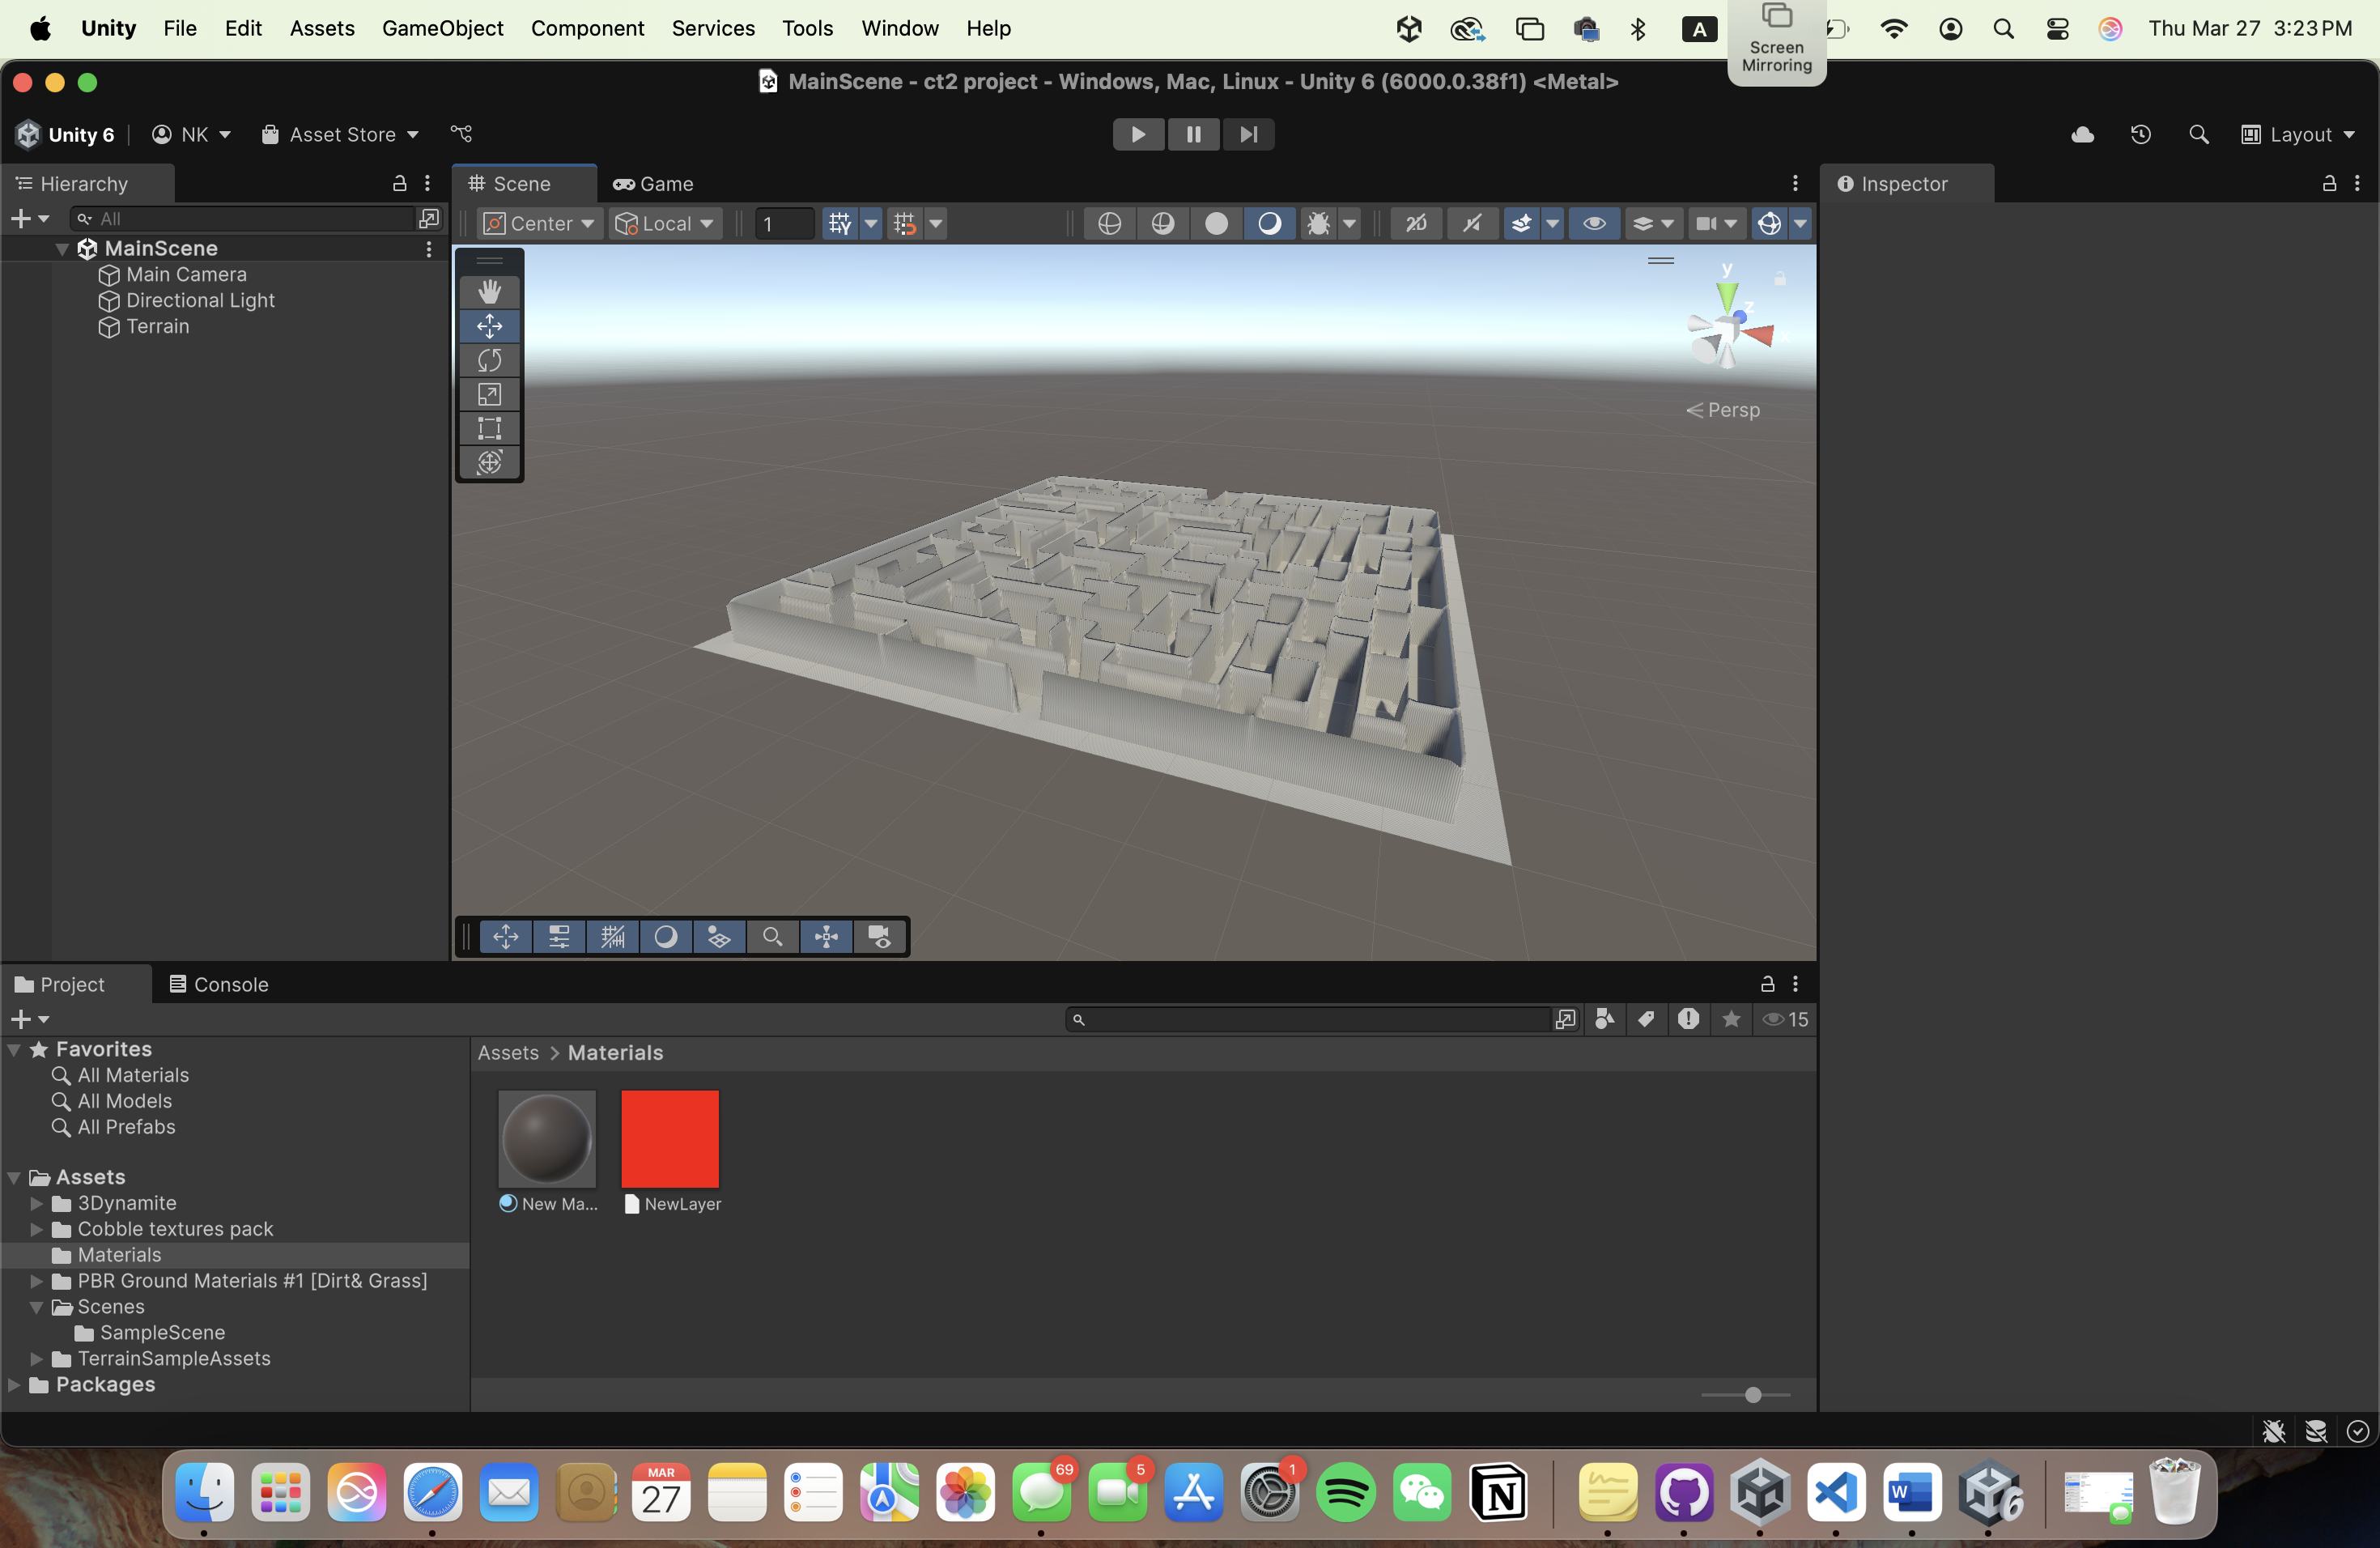 Unity File Edit Assets GameObject Component Services Tools Window Help
A
Screen
Mirroring
Thu Mar 27 3:23 PM
MainScene - ct2 project - Windows, Mac, Linux - Unity 6 (6000.0.38f1) <Metal>
Unity 6 NK Asset Store
Layout
Hierarchy
All
MainScene
Main Camera
Directional Light
Terrain
Scene Game
Center Local 1
2D
y
z
x
Persp
Inspector
Project Console
15
Favorites
All Materials
All Models
All Prefabs
Assets
3Dynamite
Cobble textures pack
Materials
PBR Ground Materials #1 [Dirt& Grass]
Scenes
SampleScene
TerrainSampleAssets
Packages
Assets > Materials
New Ma... NewLayer
MAR
27
69
5
1
N
W
6